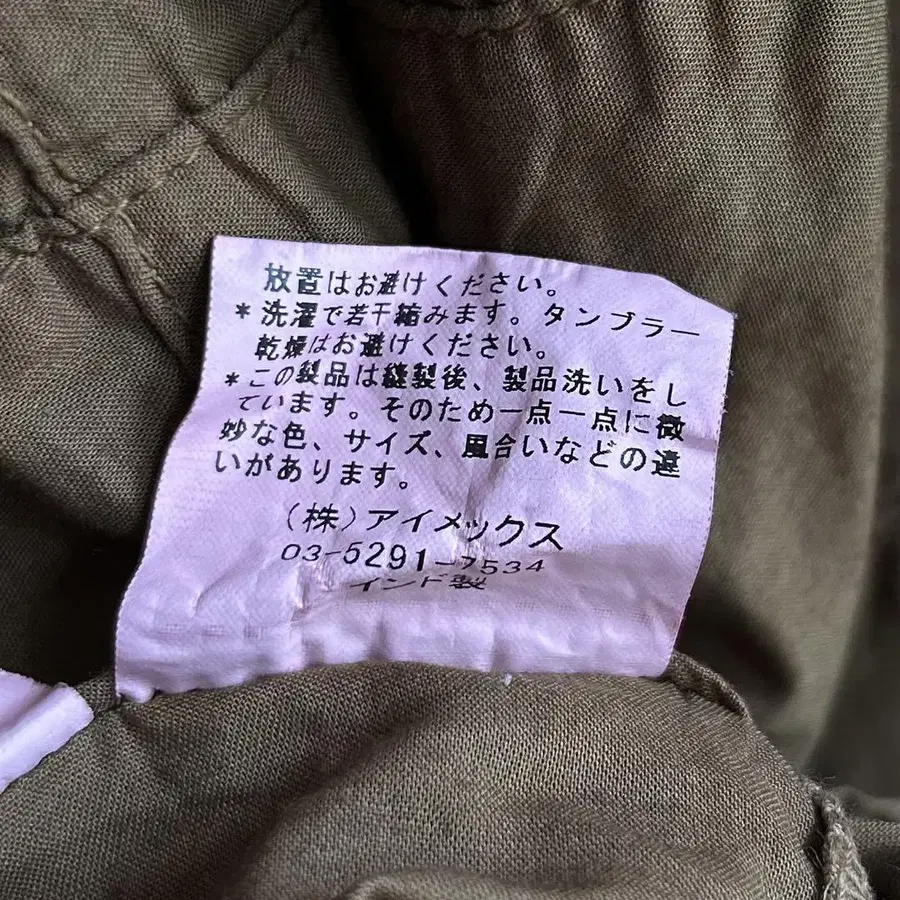 放置はお避けください。
*洗濯で若干縮みます。タンブラー
乾燥はお避けください。
*この製品は縫製後、製品洗いをし
ています。そのため一点一点に微
妙な色、サイズ、風合いなどの違
いがあります。
(株)アイメックス
03-5291-7534
インド製